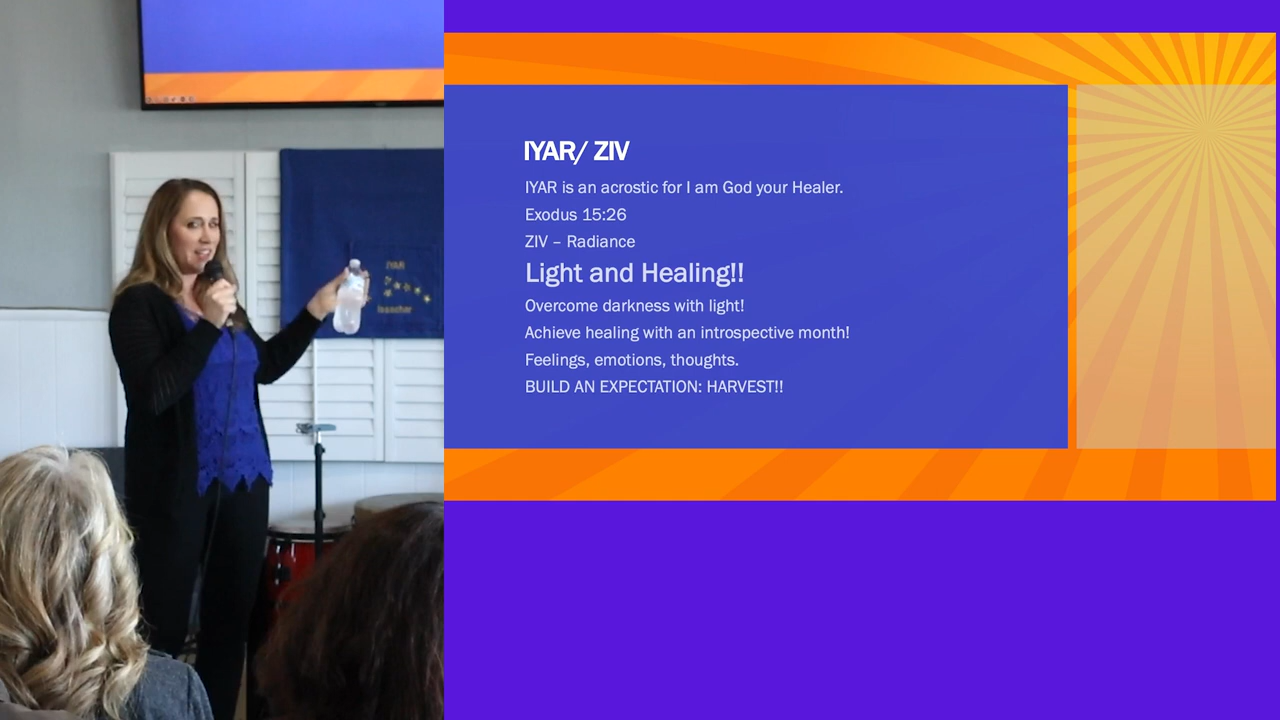 IYAR
Issachar
IYAR/ ZIV
IYAR is an acrostic for I am God your Healer.
Exodus 15:26
ZIV – Radiance
Light and Healing!!
Overcome darkness with light!
Achieve healing with an introspective month!
Feelings, emotions, thoughts.
BUILD AN EXPECTATION: HARVEST!!